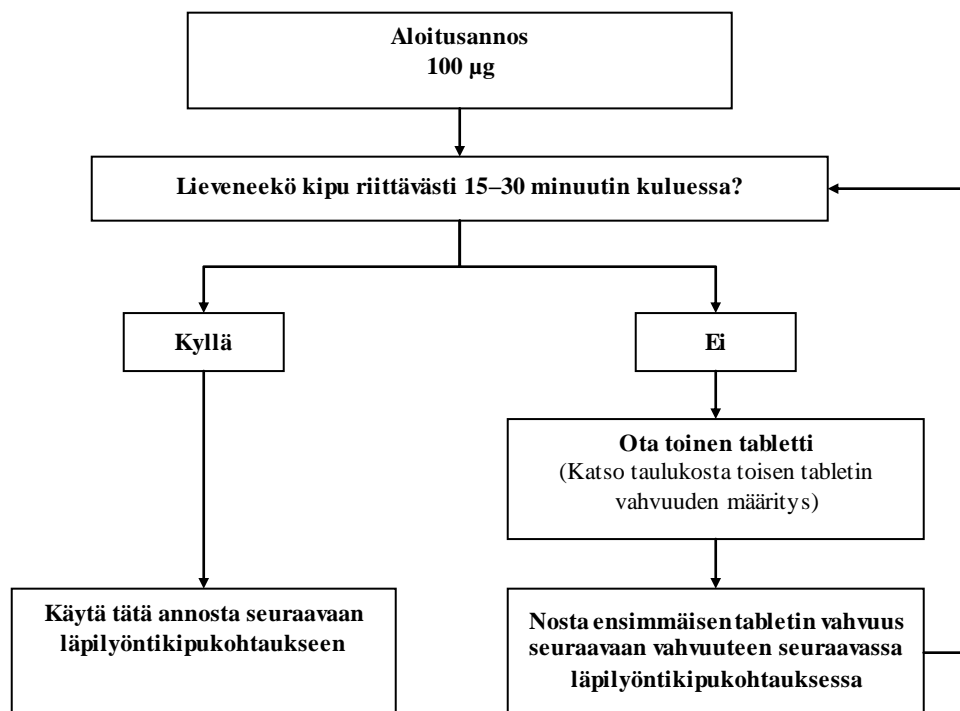 Aloitusannos
100 µg
Lieveneekö kipu riittävästi 15–30 minuutin kuluessa?
Kyllä
Ei
Ota toinen tabletti
(Katso taulukosta toisen tabletin
vahvuuden määritys)
Käytä tätä annosta seuraavaan
läpilyöntikipukohtaukseen
Nosta ensimmäisen tabletin vahvuus
seuraavaan vahvuuteen seuraavassa
läpilyöntikipukohtauksessa